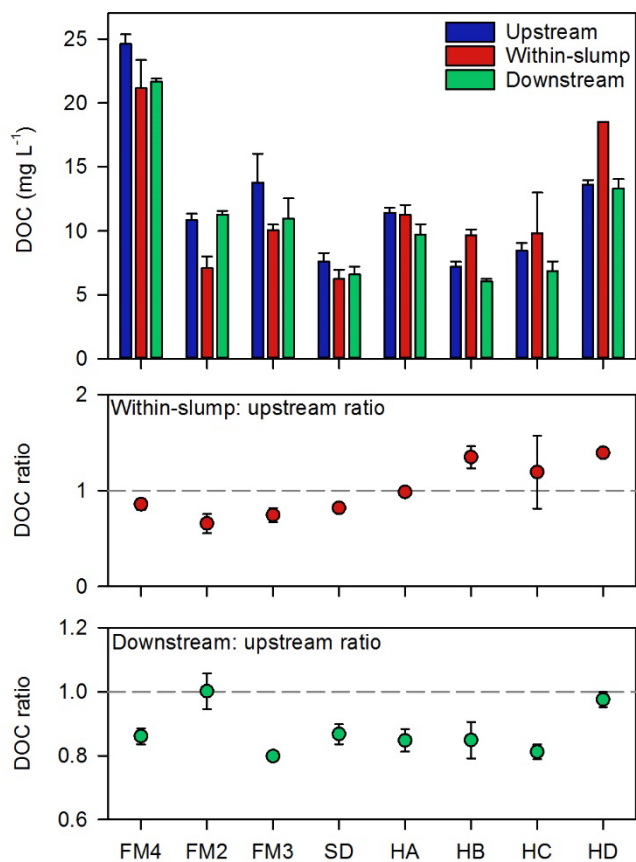 25
20
15
10
5
0
DOC (mg L⁻¹)
Upstream
Within-slump
Downstream
2
1
0
DOC ratio
Within-slump: upstream ratio
1.2
1.0
0.8
0.6
DOC ratio
Downstream: upstream ratio
FM4 FM2 FM3 SD HA HB HC HD